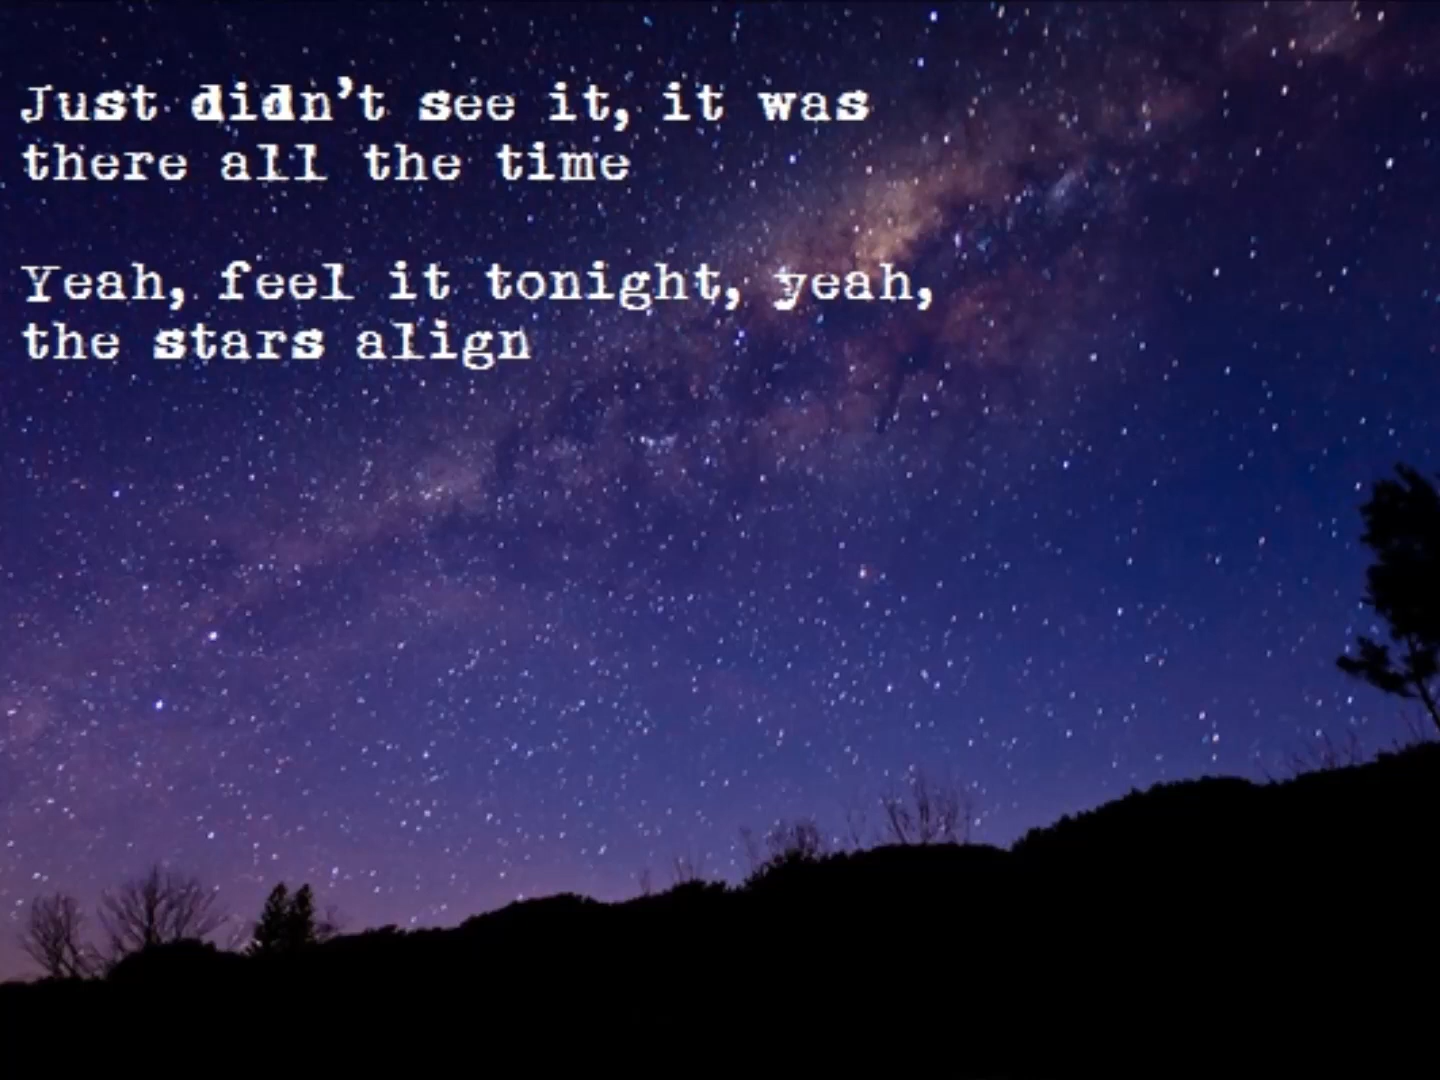 Just didn't see it, it was
there all the time
Yeah, feel it tonight, yeah,
the stars align